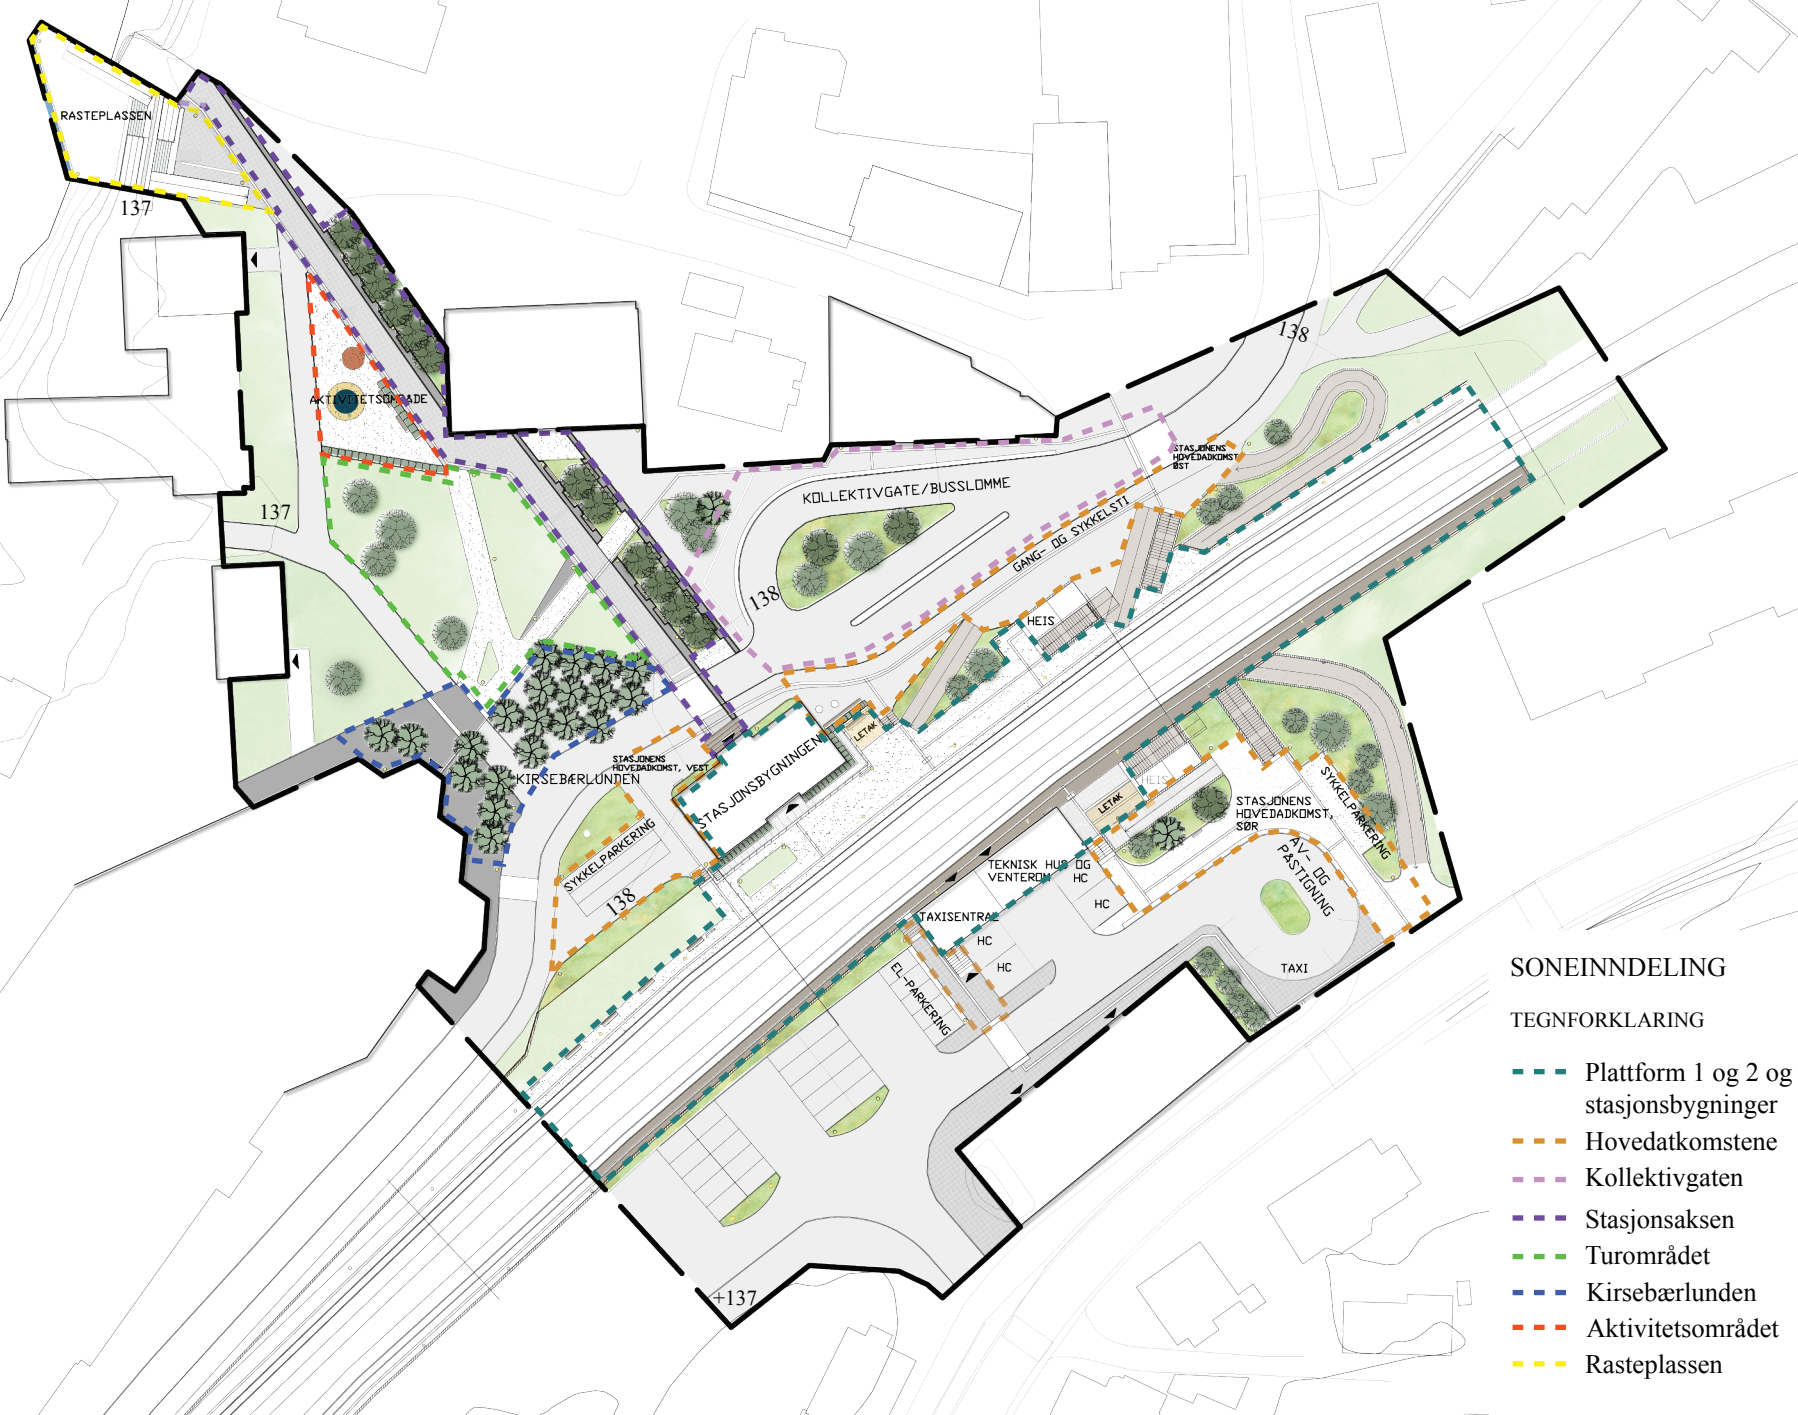 RASTEPLASSEN
137
AKTIVITETSOMRÅDE
137
138
KOLLEKTIVGATE/BUSSLOMME
STASJONENS
HOVEDADKOMST
ØST
GANG- OG SYKKELSTI
138
HEIS
LETAK
STASJONSBYGNINGEN
STASJONENS
HOVEDADKOMST, VEST
KIRSEBÆRLUNDEN
SYKKELPARKERING
138
HEIS
LETAK
STASJONENS
HOVEDADKOMST,
SØR
SYKKELPARKERING
AV- OG
PÅSTIGNING
TEKNISK HUS OG
VENTEROM
HC
HC
TAXISENTRAL
HC
HC
EL-PARKERING
TAXI
+137
SONEINNDELING
TEGNFORKLARING
Plattform 1 og 2 og
stasjonsbygninger
Hovedatkomstene
Kollektivgaten
Stasjonsaksen
Turområdet
Kirsebærlunden
Aktivitetsområdet
Rasteplassen